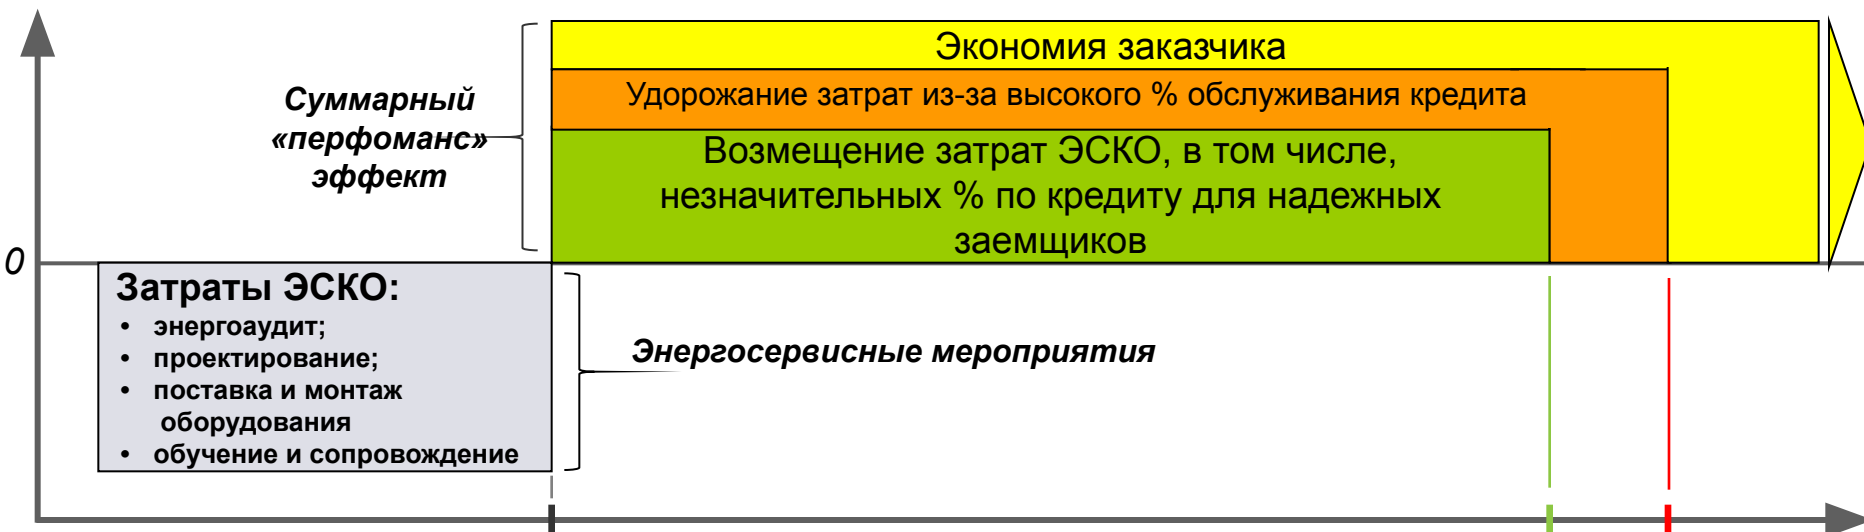 Экономия заказчика
Удорожание затрат из-за высокого % обслуживания кредита
Суммарный
«перфоманс»
эффект
Возмещение затрат ЭСКО, в том числе,
незначительных % по кредиту для надежных
заемщиков
0
Затраты ЭСКО:
• энергоаудит;
• проектирование;
• поставка и монтаж
оборудования
• обучение и сопровождение
Энергосервисные мероприятия